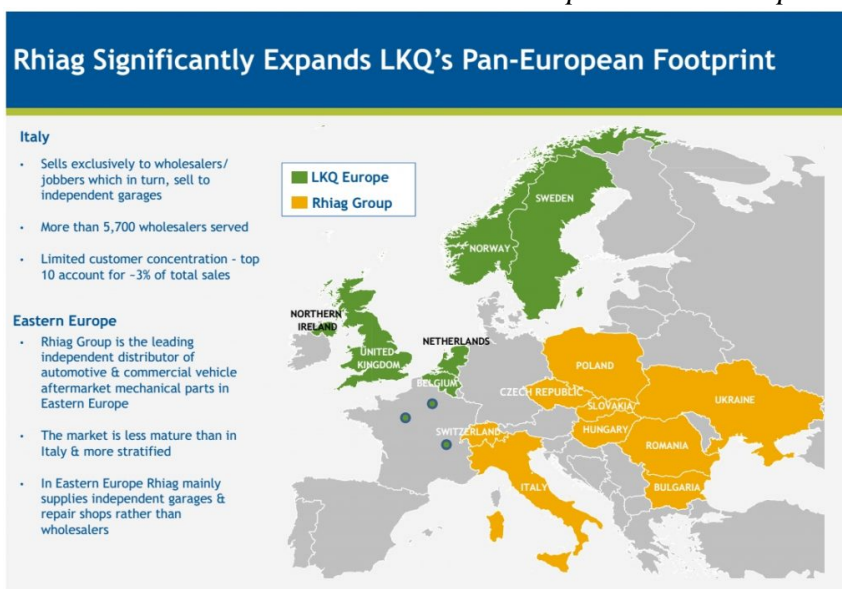 Rhiag Significantly Expands LKQ's Pan-European Footprint
Italy
• Sells exclusively to wholesalers/
jobbers which in turn, sell to
independent garages
• More than 5,700 wholesalers served
• Limited customer concentration - top
10 account for ~3% of total sales
Eastern Europe
• Rhiag Group is the leading
independent distributor of
automotive & commercial vehicle
aftermarket mechanical parts in
Eastern Europe
• The market is less mature than in
Italy & more stratified
• In Eastern Europe Rhiag mainly
supplies independent garages &
repair shops rather than
wholesalers
LKQ Europe
Rhiag Group
SWEDEN
NORWAY
NORTHERN
IRELAND
UNITED
KINGDOM
NETHERLANDS
BELGIUM
POLAND
CZECH REPUBLIC
SLOVAKIA
UKRAINE
SWITZERLAND
HUNGARY
ROMANIA
ITALY
BULGARIA